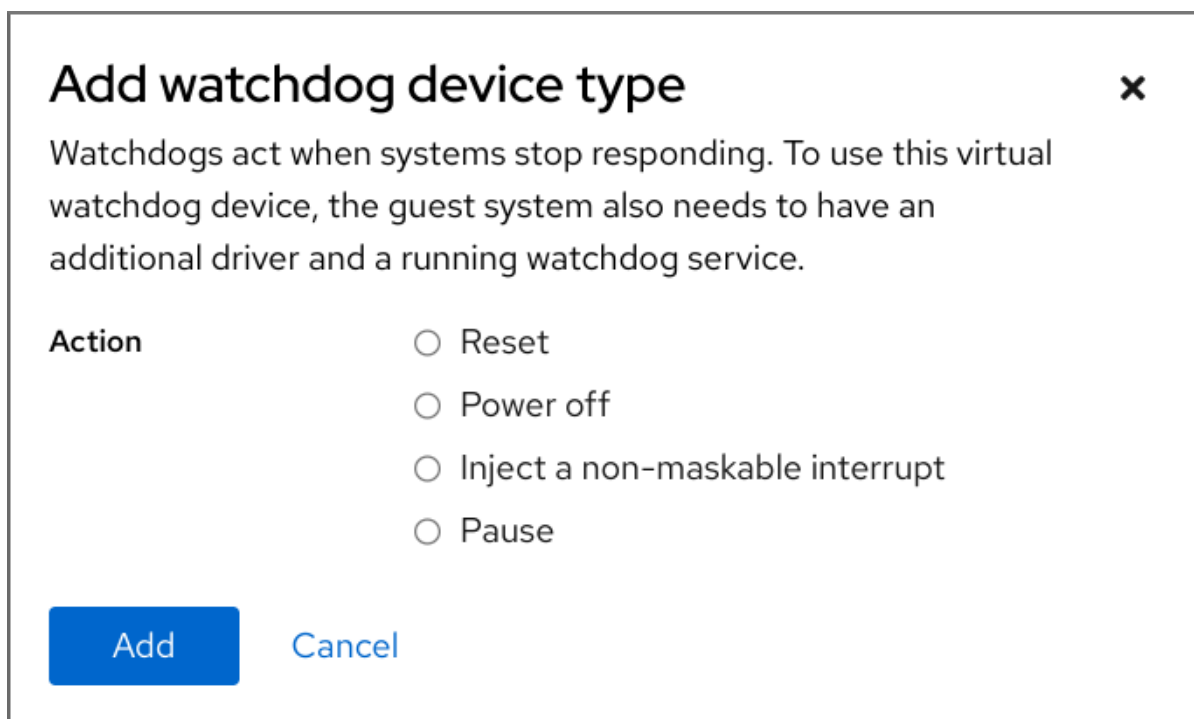 Add watchdog device type
Watchdogs act when systems stop responding. To use this virtual
watchdog device, the guest system also needs to have an
additional driver and a running watchdog service.
Action
Reset
Power off
Inject a non-maskable interrupt
Pause
Add
Cancel